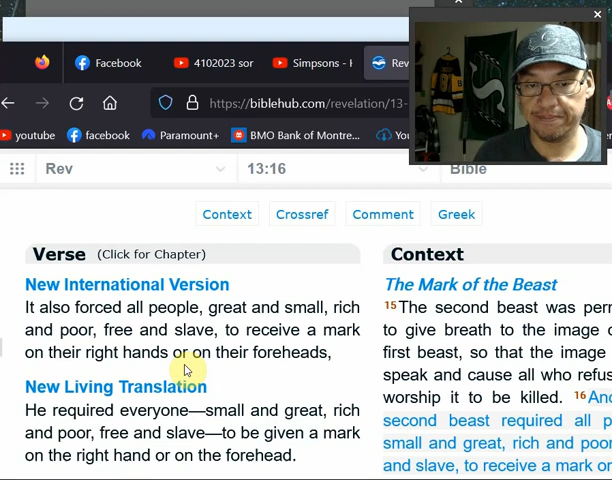 Facebook
4102023 sor
Simpsons - H
Rev
https://biblehub.com/revelation/13-
youtube
facebook
Paramount+
BMO Bank of Montre...
You
Rev
13:16
Bible
Context
Crossref
Comment
Greek
Verse (Click for Chapter)
New International Version
It also forced all people, great and small, rich
and poor, free and slave, to receive a mark
on their right hands or on their foreheads,
New Living Translation
He required everyone—small and great, rich
and poor, free and slave—to be given a mark
on the right hand or on the forehead.
Context
The Mark of the Beast
15The second beast was perr
to give breath to the image o
first beast, so that the image
speak and cause all who refus
worship it to be killed. 16And
second beast required all p
small and great, rich and poor
and slave, to receive a mark o